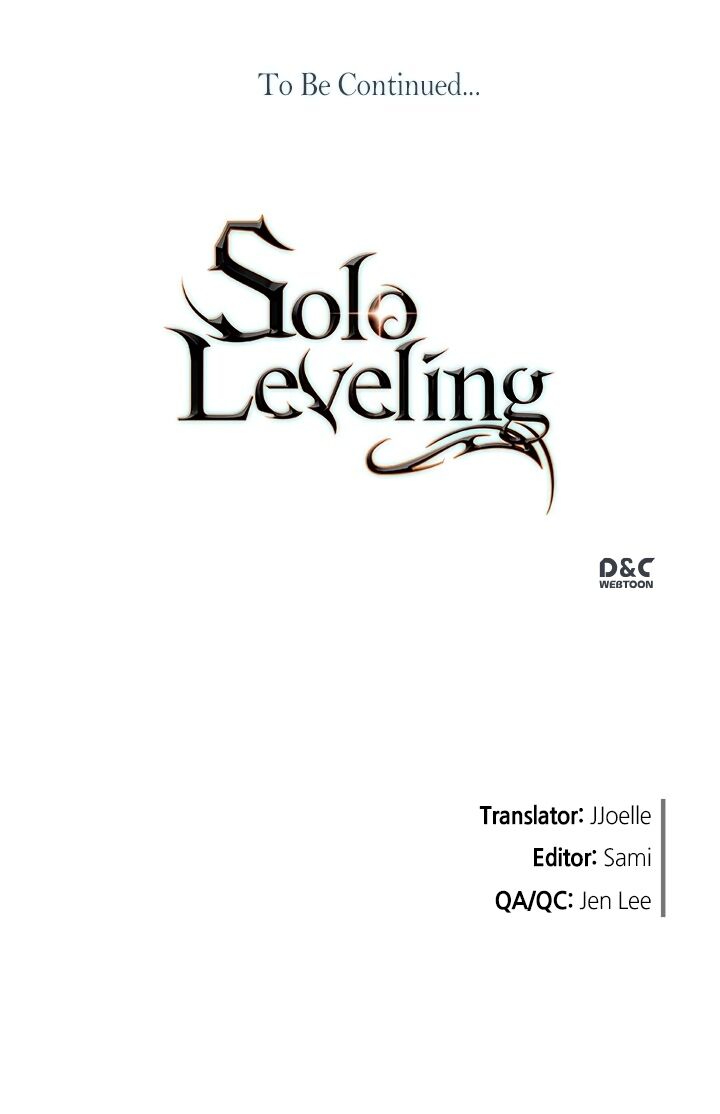 To Be Continued...
Solo
Leveling
D&C
WEBTOON
Translator: JJoelle
Editor: Sami
QA/QC: Jen Lee